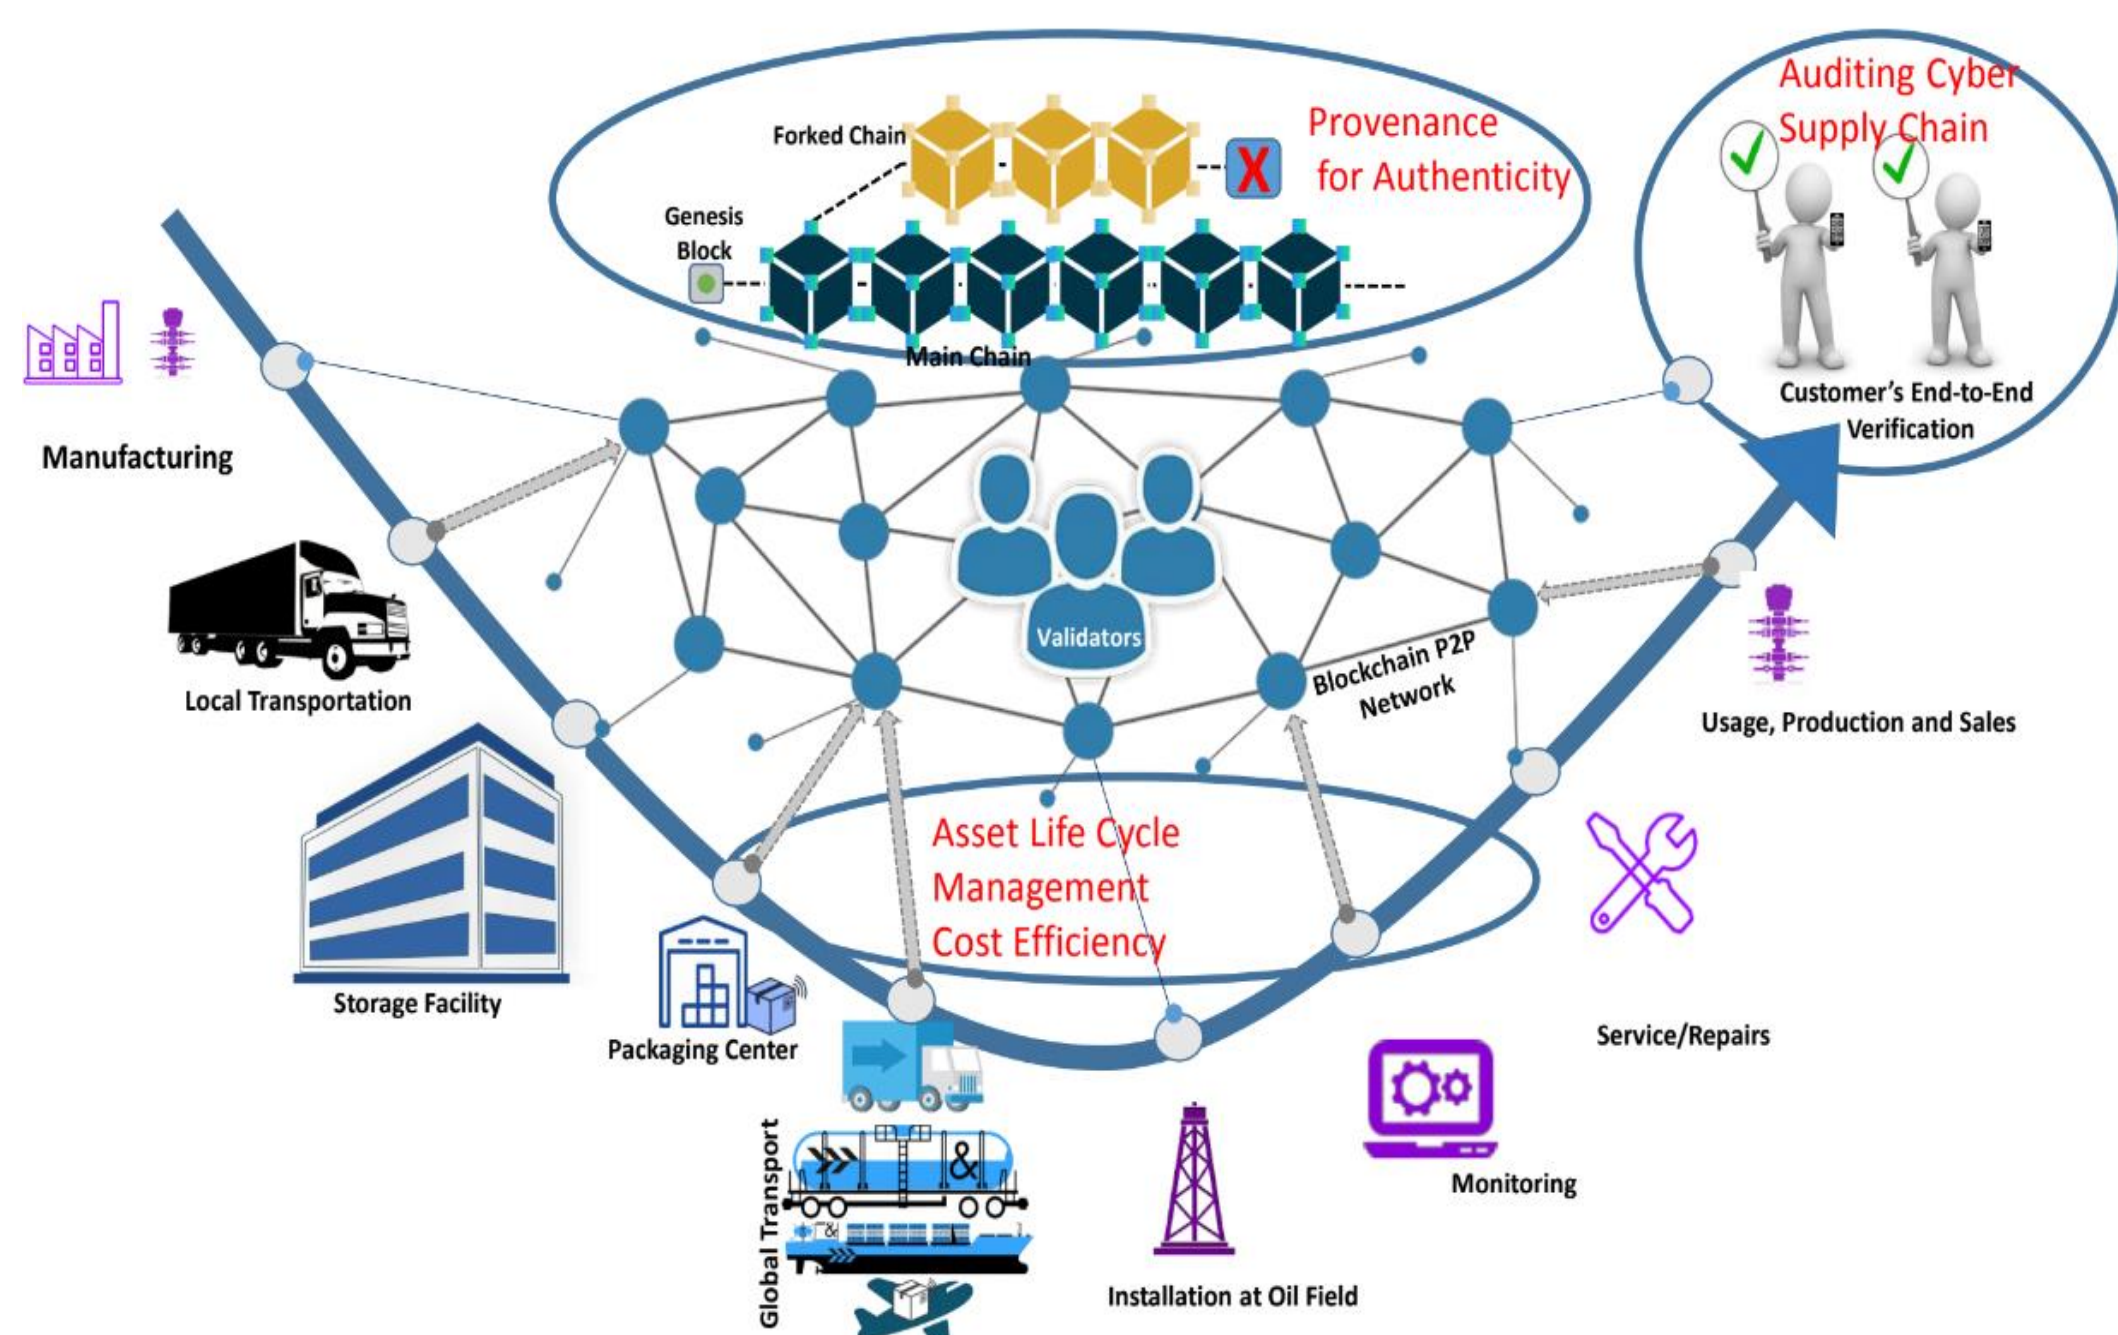 Forked Chain
Provenance
for Authenticity
Genesis
Block
Main Chain
Auditing Cyber
Supply Chain
Customer's End-to-End
Verification
Manufacturing
Local Transportation
Storage Facility
Packaging Center
Global Transport
&
&
Validators
Blockchain P2P
Network
Asset Life Cycle
Management
Cost Efficiency
Installation at Oil Field
Monitoring
Service/Repairs
Usage, Production and Sales
X